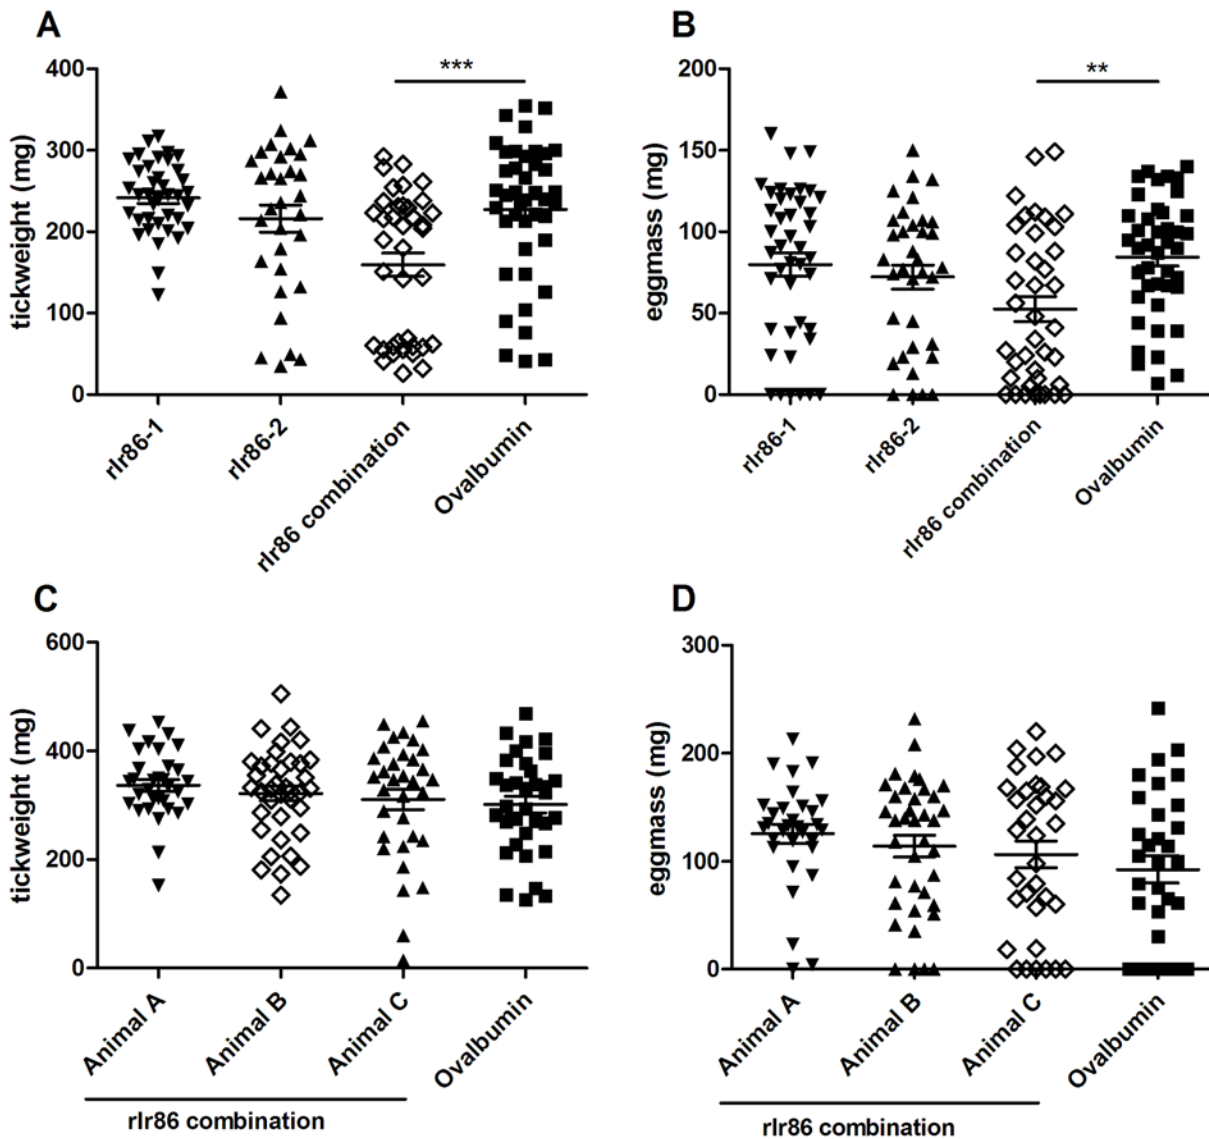 A
B
tickweight (mg)
400
300
200
100
0
***
rIr86-1
rIr86-2
rIr86 combination
Ovalbumin
eggmass (mg)
200
150
100
50
0
**
rIr86-1
rIr86-2
rIr86 combination
Ovalbumin
C
D
tickweight (mg)
600
400
200
0
Animal A
Animal B
Animal C
Ovalbumin
rIr86 combination
eggmass (mg)
300
200
100
0
Animal A
Animal B
Animal C
Ovalbumin
rIr86 combination